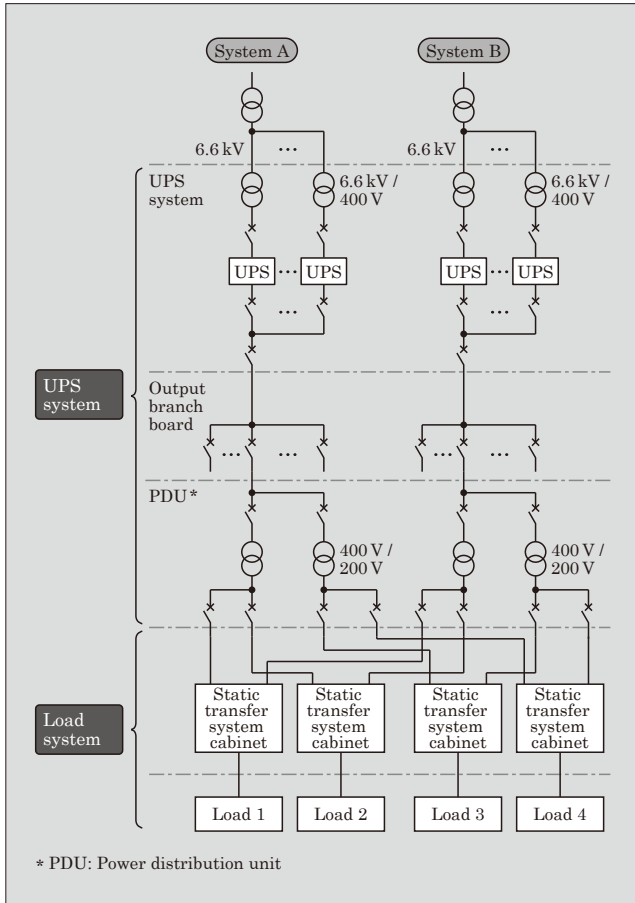 System A
System B
6.6 kV
...
6.6 kV
...
UPS
system
6.6 kV /
400 V
6.6 kV /
400 V
UPS
...
UPS
UPS
...
UPS
...
...
UPS
system
Output
branch
board
...
...
...
...
PDU*
400 V /
200 V
400 V /
200 V
Load
system
Static
transfer
system
cabinet
Static
transfer
system
cabinet
Static
transfer
system
cabinet
Static
transfer
system
cabinet
Load 1
Load 2
Load 3
Load 4
* PDU: Power distribution unit